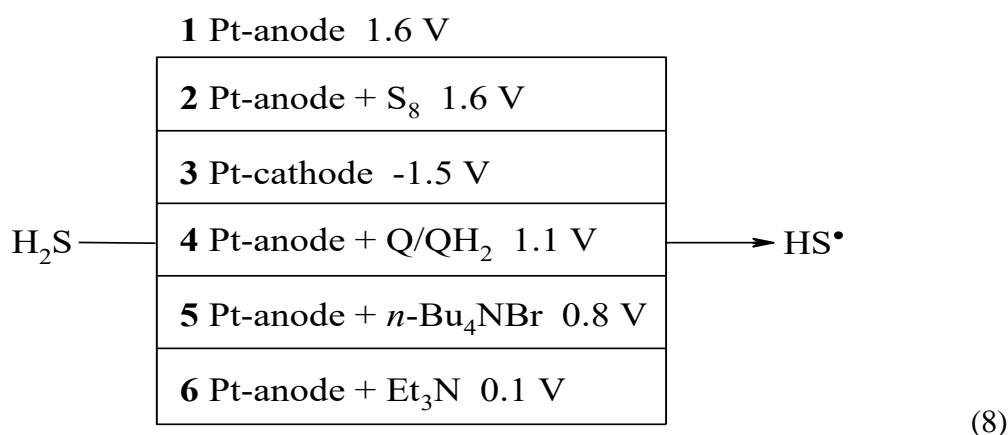 1 Pt-anode 1.6 V
2 Pt-anode + S₈ 1.6 V
3 Pt-cathode -1.5 V
H₂S
4 Pt-anode + Q/QH₂ 1.1 V
HS•
5 Pt-anode + n-Bu₄NBr 0.8 V
6 Pt-anode + Et₃N 0.1 V
(8)